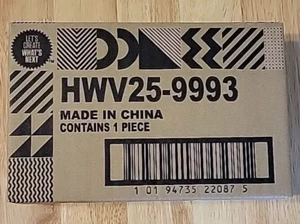 LET'S
CREATE
WHAT'S
NEXT
HWV25-9993
MADE IN CHINA
CONTAINS 1 PIECE
1 01 94735 22087 5